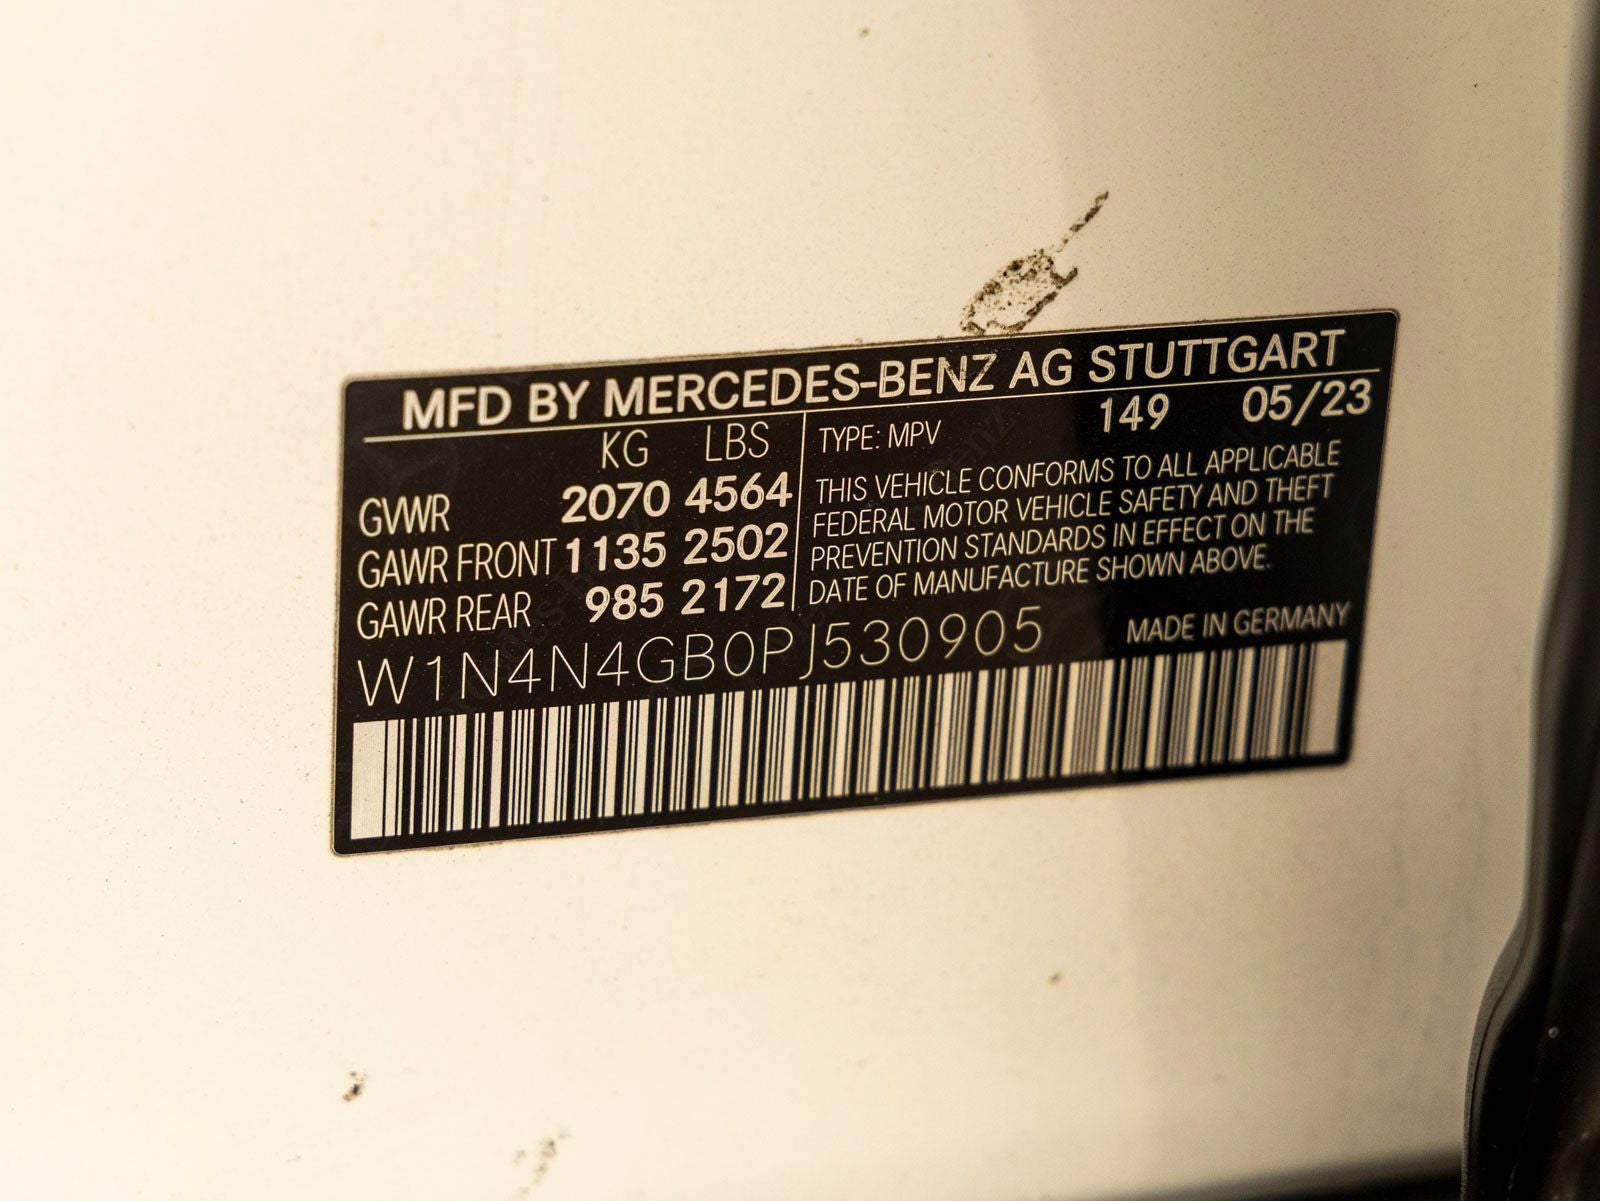 MFD BY MERCEDES-BENZ AG STUTTGART
149 05/23
KG LBS
TYPE: MPV
GVWR 2070 4564
GAWR FRONT 1135 2502
GAWR REAR 985 2172
THIS VEHICLE CONFORMS TO ALL APPLICABLE
FEDERAL MOTOR VEHICLE SAFETY AND THEFT
PREVENTION STANDARDS IN EFFECT ON THE
DATE OF MANUFACTURE SHOWN ABOVE.
W1N4N4GB0PJ530905
MADE IN GERMANY